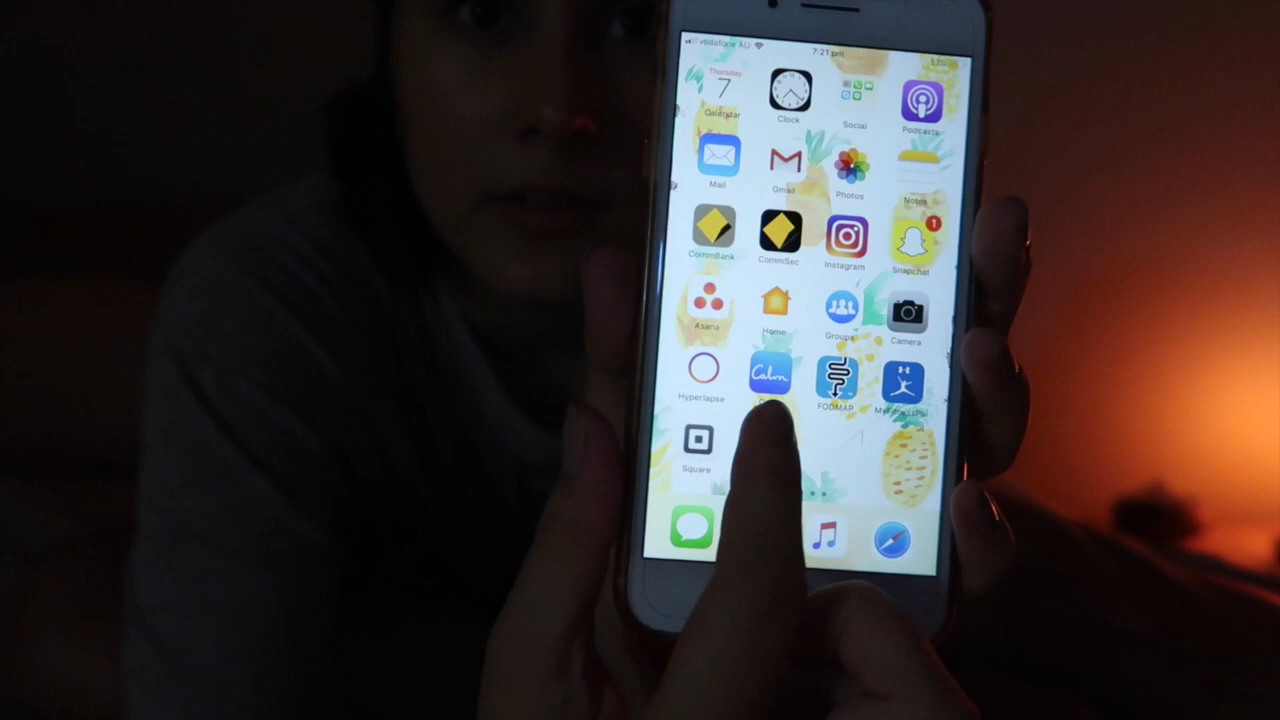 vodafone AU
7:21 pm
Thursday
7
Calendar
Clock
Social
Podcasts
Mail
Gmail
Photos
Notes
CommBank
CommSec
Instagram
1
Snapchat
Asana
Home
Groups
Camera
Hyperlapse
Calm
FODMAP
MyFitnessPal
Square